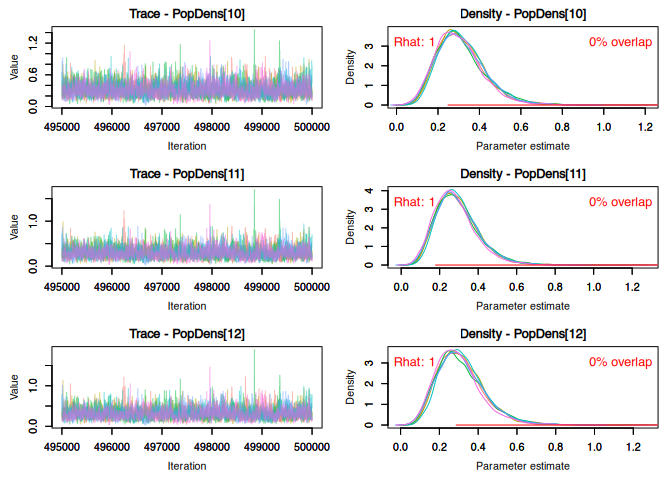 Trace - PopDens[10]
Value
0.0 0.6 1.2
495000 496000 497000 498000 499000 500000
Iteration
Density - PopDens[10]
Density
0 1 2 3
Rhat: 1
0% overlap
0.0 0.2 0.4 0.6 0.8 1.0 1.2
Parameter estimate
Trace - PopDens[11]
Value
0.0 1.0
495000 496000 497000 498000 499000 500000
Iteration
Density - PopDens[11]
Density
0 1 2 3 4
Rhat: 1
0% overlap
0.0 0.2 0.4 0.6 0.8 1.0 1.2
Parameter estimate
Trace - PopDens[12]
Value
0.0 1.0
495000 496000 497000 498000 499000 500000
Iteration
Density - PopDens[12]
Density
0 1 2 3
Rhat: 1
0% overlap
0.0 0.2 0.4 0.6 0.8 1.0 1.2
Parameter estimate